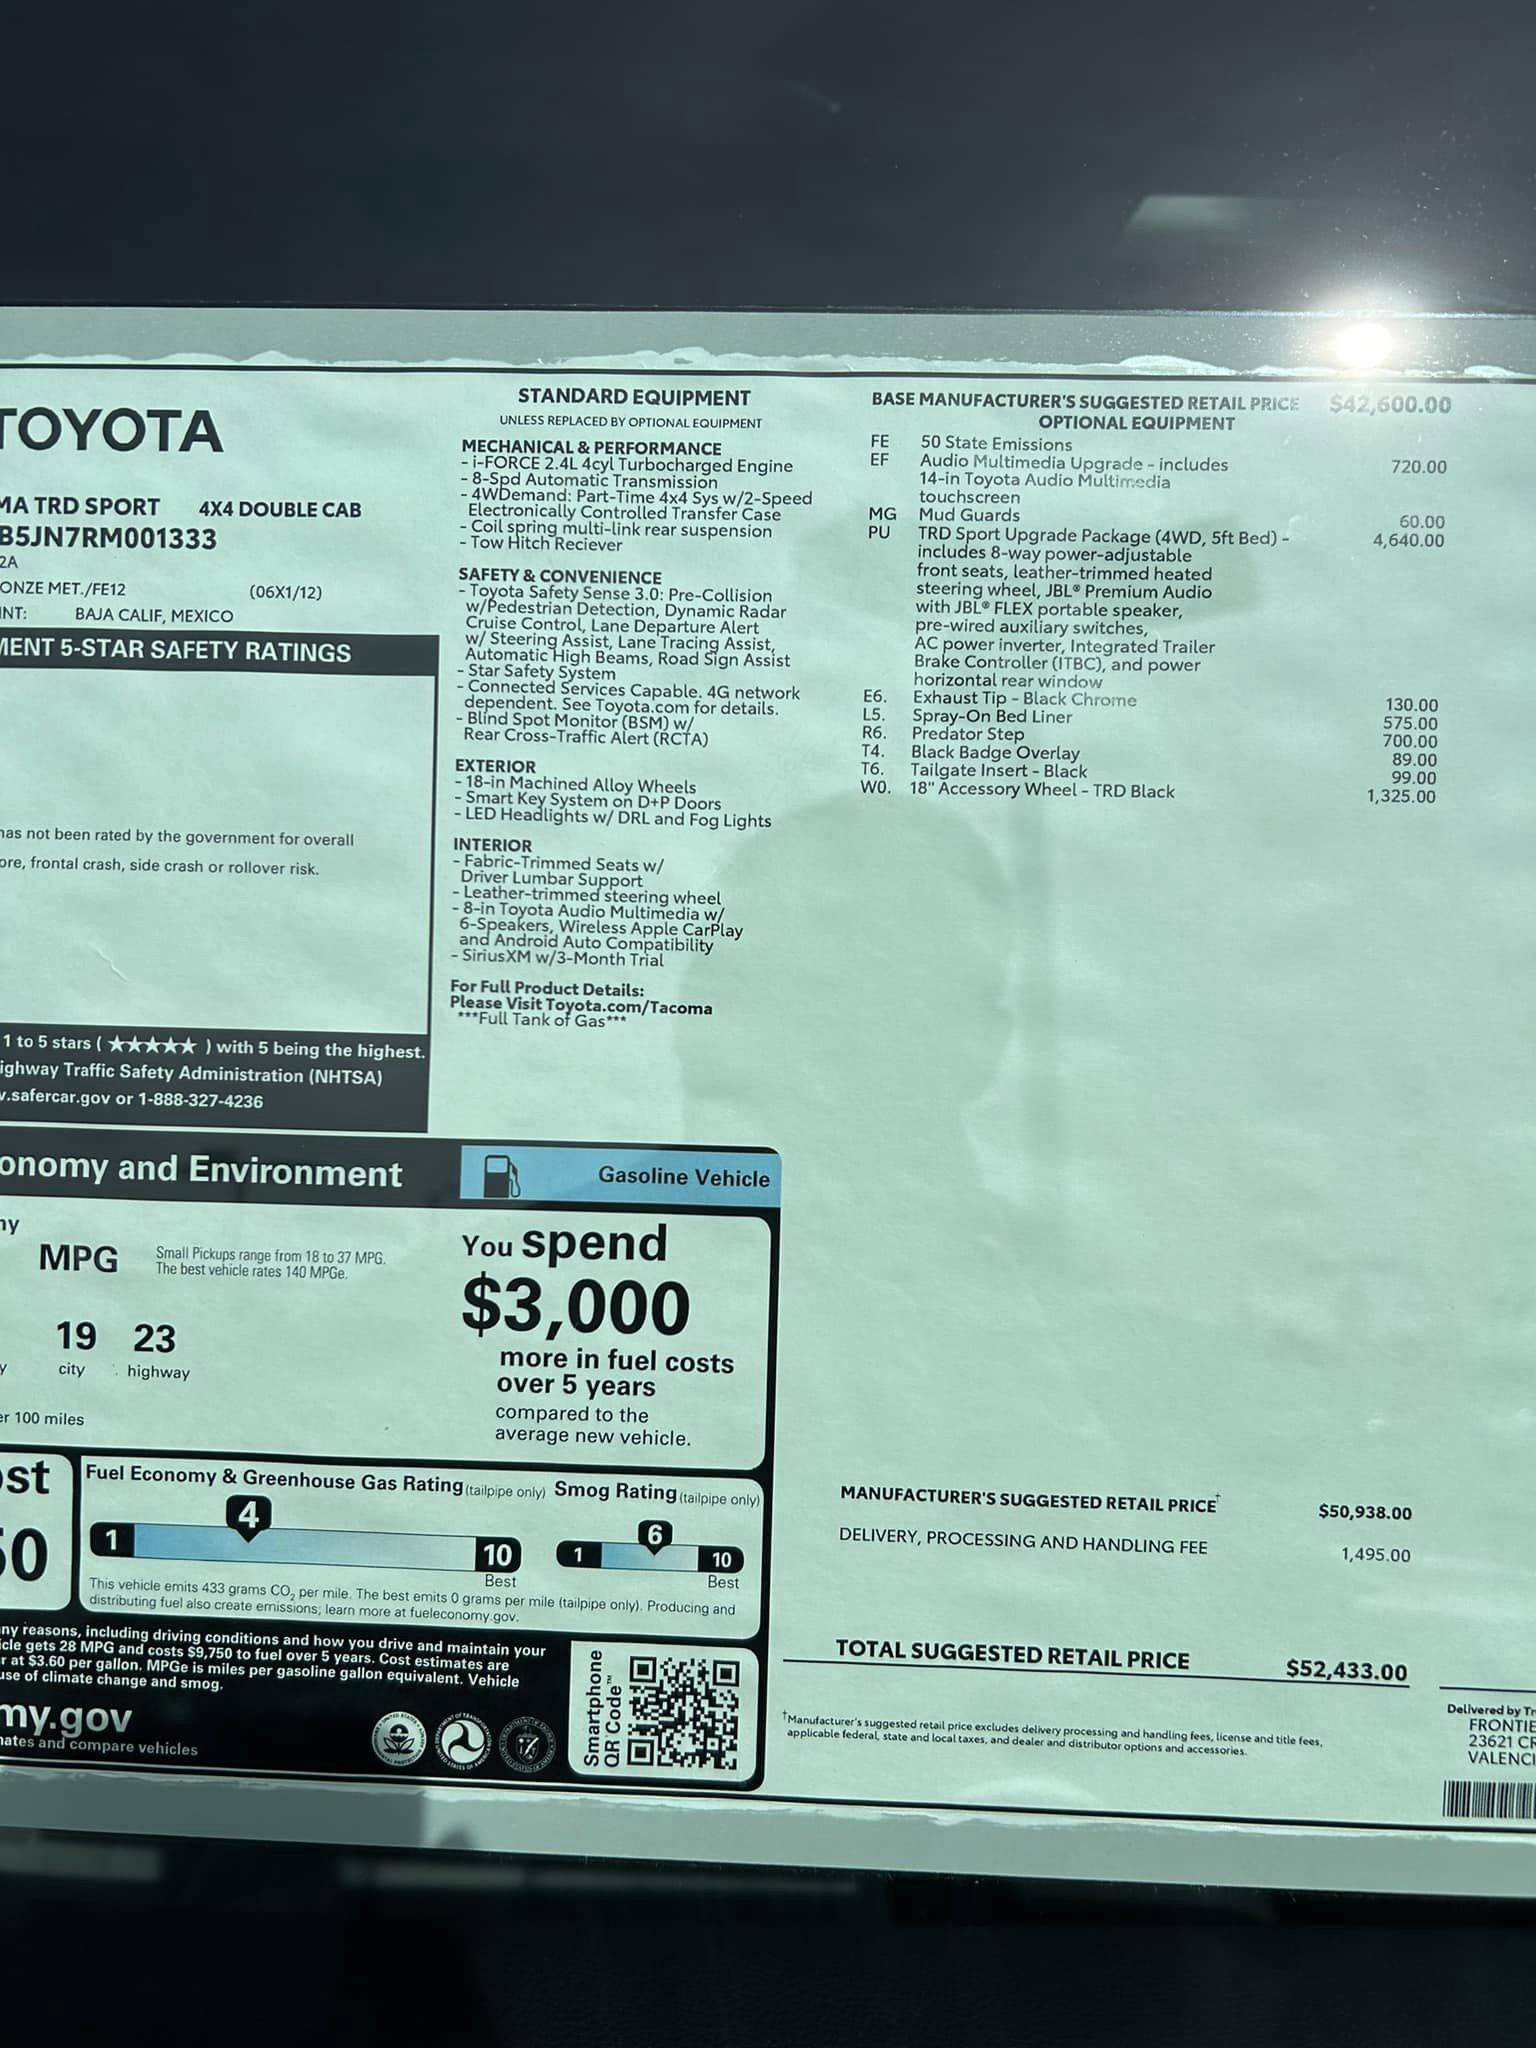 TOYOTA
MA TRD SPORT 4X4 DOUBLE CAB
B5JN7RM001333
2A
ONZE MET./FE12 (06X1/12)
INT: BAJA CALIF, MEXICO
MENT 5-STAR SAFETY RATINGS
has not been rated by the government for overall
ore, frontal crash, side crash or rollover risk.
1 to 5 stars ( ★★★★★ ) with 5 being the highest.
ighway Traffic Safety Administration (NHTSA)
v.safercar.gov or 1-888-327-4236
STANDARD EQUIPMENT
UNLESS REPLACED BY OPTIONAL EQUIPMENT
MECHANICAL & PERFORMANCE
- i-FORCE 2.4L 4cyl Turbocharged Engine
- 8-Spd Automatic Transmission
- 4WDemand: Part-Time 4x4 Sys w/2-Speed
Electronically Controlled Transfer Case
- Coil spring multi-link rear suspension
- Tow Hitch Reciever
SAFETY & CONVENIENCE
- Toyota Safety Sense 3.0: Pre-Collision
w/Pedestrian Detection, Dynamic Radar
Cruise Control, Lane Departure Alert
w/ Steering Assist, Lane Tracing Assist,
Automatic High Beams, Road Sign Assist
- Star Safety System
- Connected Services Capable. 4G network
dependent. See Toyota.com for details.
- Blind Spot Monitor (BSM) w/
Rear Cross-Traffic Alert (RCTA)
EXTERIOR
- 18-in Machined Alloy Wheels
- Smart Key System on D+P Doors
- LED Headlights w/ DRL and Fog Lights
INTERIOR
- Fabric-Trimmed Seats w/
Driver Lumbar Support
- Leather-trimmed steering wheel
- 8-in Toyota Audio Multimedia w/
6-Speakers, Wireless Apple CarPlay
and Android Auto Compatibility
- SiriusXM w/3-Month Trial
For Full Product Details:
Please Visit Toyota.com/Tacoma
***Full Tank of Gas***
BASE MANUFACTURER'S SUGGESTED RETAIL PRICE $42,600.00
OPTIONAL EQUIPMENT
FE 50 State Emissions
EF Audio Multimedia Upgrade - includes 720.00
14-in Toyota Audio Multimedia
touchscreen
MG Mud Guards 60.00
PU TRD Sport Upgrade Package (4WD, 5ft Bed) - 4,640.00
includes 8-way power-adjustable
front seats, leather-trimmed heated
steering wheel, JBL® Premium Audio
with JBL® FLEX portable speaker,
pre-wired auxiliary switches,
AC power inverter, Integrated Trailer
Brake Controller (ITBC), and power
horizontal rear window
E6. Exhaust Tip - Black Chrome 130.00
L5. Spray-On Bed Liner 575.00
R6. Predator Step 700.00
T4. Black Badge Overlay 89.00
T6. Tailgate Insert - Black 99.00
W0. 18" Accessory Wheel - TRD Black 1,325.00
onomy and Environment
Gasoline Vehicle
ny
MPG
Small Pickups range from 18 to 37 MPG.
The best vehicle rates 140 MPGe.
19 23
y city highway
er 100 miles
You spend
$3,000
more in fuel costs
over 5 years
compared to the
average new vehicle.
ost
50
Fuel Economy & Greenhouse Gas Rating (tailpipe only)
4
1 10
Best
Smog Rating (tailpipe only)
6
1 10
Best
This vehicle emits 433 grams CO₂ per mile. The best emits 0 grams per mile (tailpipe only). Producing and
distributing fuel also create emissions; learn more at fueleconomy.gov.
ny reasons, including driving conditions and how you drive and maintain your
icle gets 28 MPG and costs $9,750 to fuel over 5 years. Cost estimates are
r at $3.60 per gallon. MPGe is miles per gasoline gallon equivalent. Vehicle
use of climate change and smog.
my.gov
mates and compare vehicles
Smartphone
QR Code™
MANUFACTURER'S SUGGESTED RETAIL PRICE† $50,938.00
DELIVERY, PROCESSING AND HANDLING FEE 1,495.00
TOTAL SUGGESTED RETAIL PRICE $52,433.00
†Manufacturer's suggested retail price excludes delivery processing and handling fees, license and title fees,
applicable federal, state and local taxes, and dealer and distributor options and accessories.
Delivered by Tr
FRONTIE
23621 CR
VALENCI